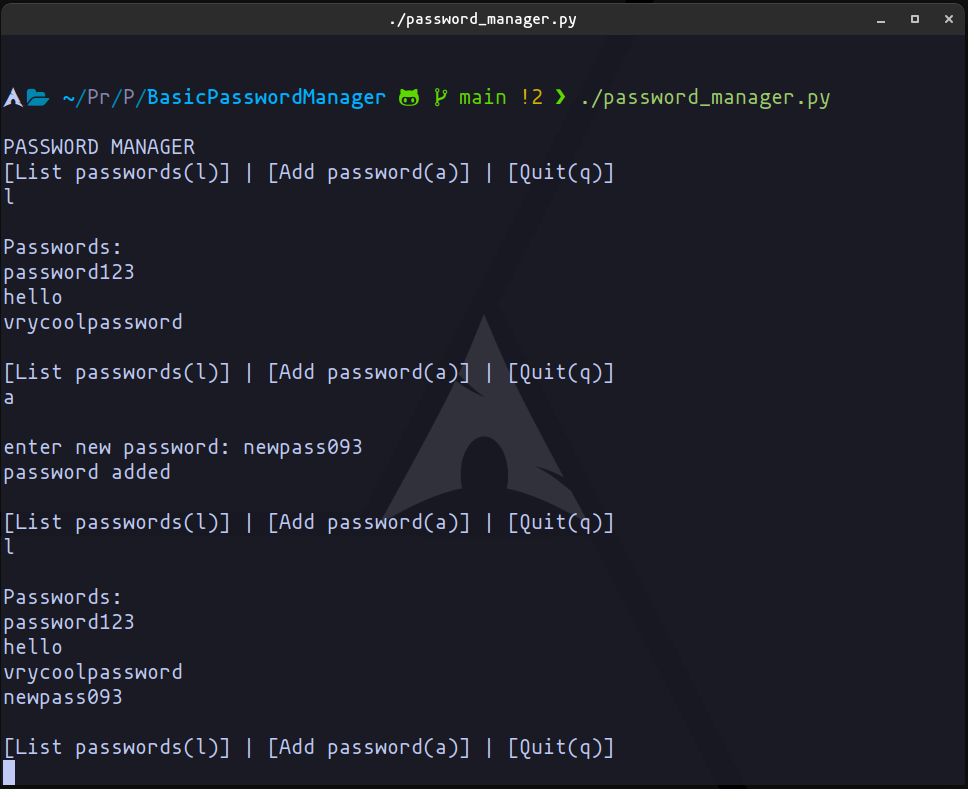 ./password_manager.py
~/Pr/P/BasicPasswordManager main !2 ❯ ./password_manager.py
PASSWORD MANAGER
[List passwords(l)] | [Add password(a)] | [Quit(q)]
l
Passwords:
password123
hello
vrycoolpassword
[List passwords(l)] | [Add password(a)] | [Quit(q)]
a
enter new password: newpass093
password added
[List passwords(l)] | [Add password(a)] | [Quit(q)]
l
Passwords:
password123
hello
vrycoolpassword
newpass093
[List passwords(l)] | [Add password(a)] | [Quit(q)]